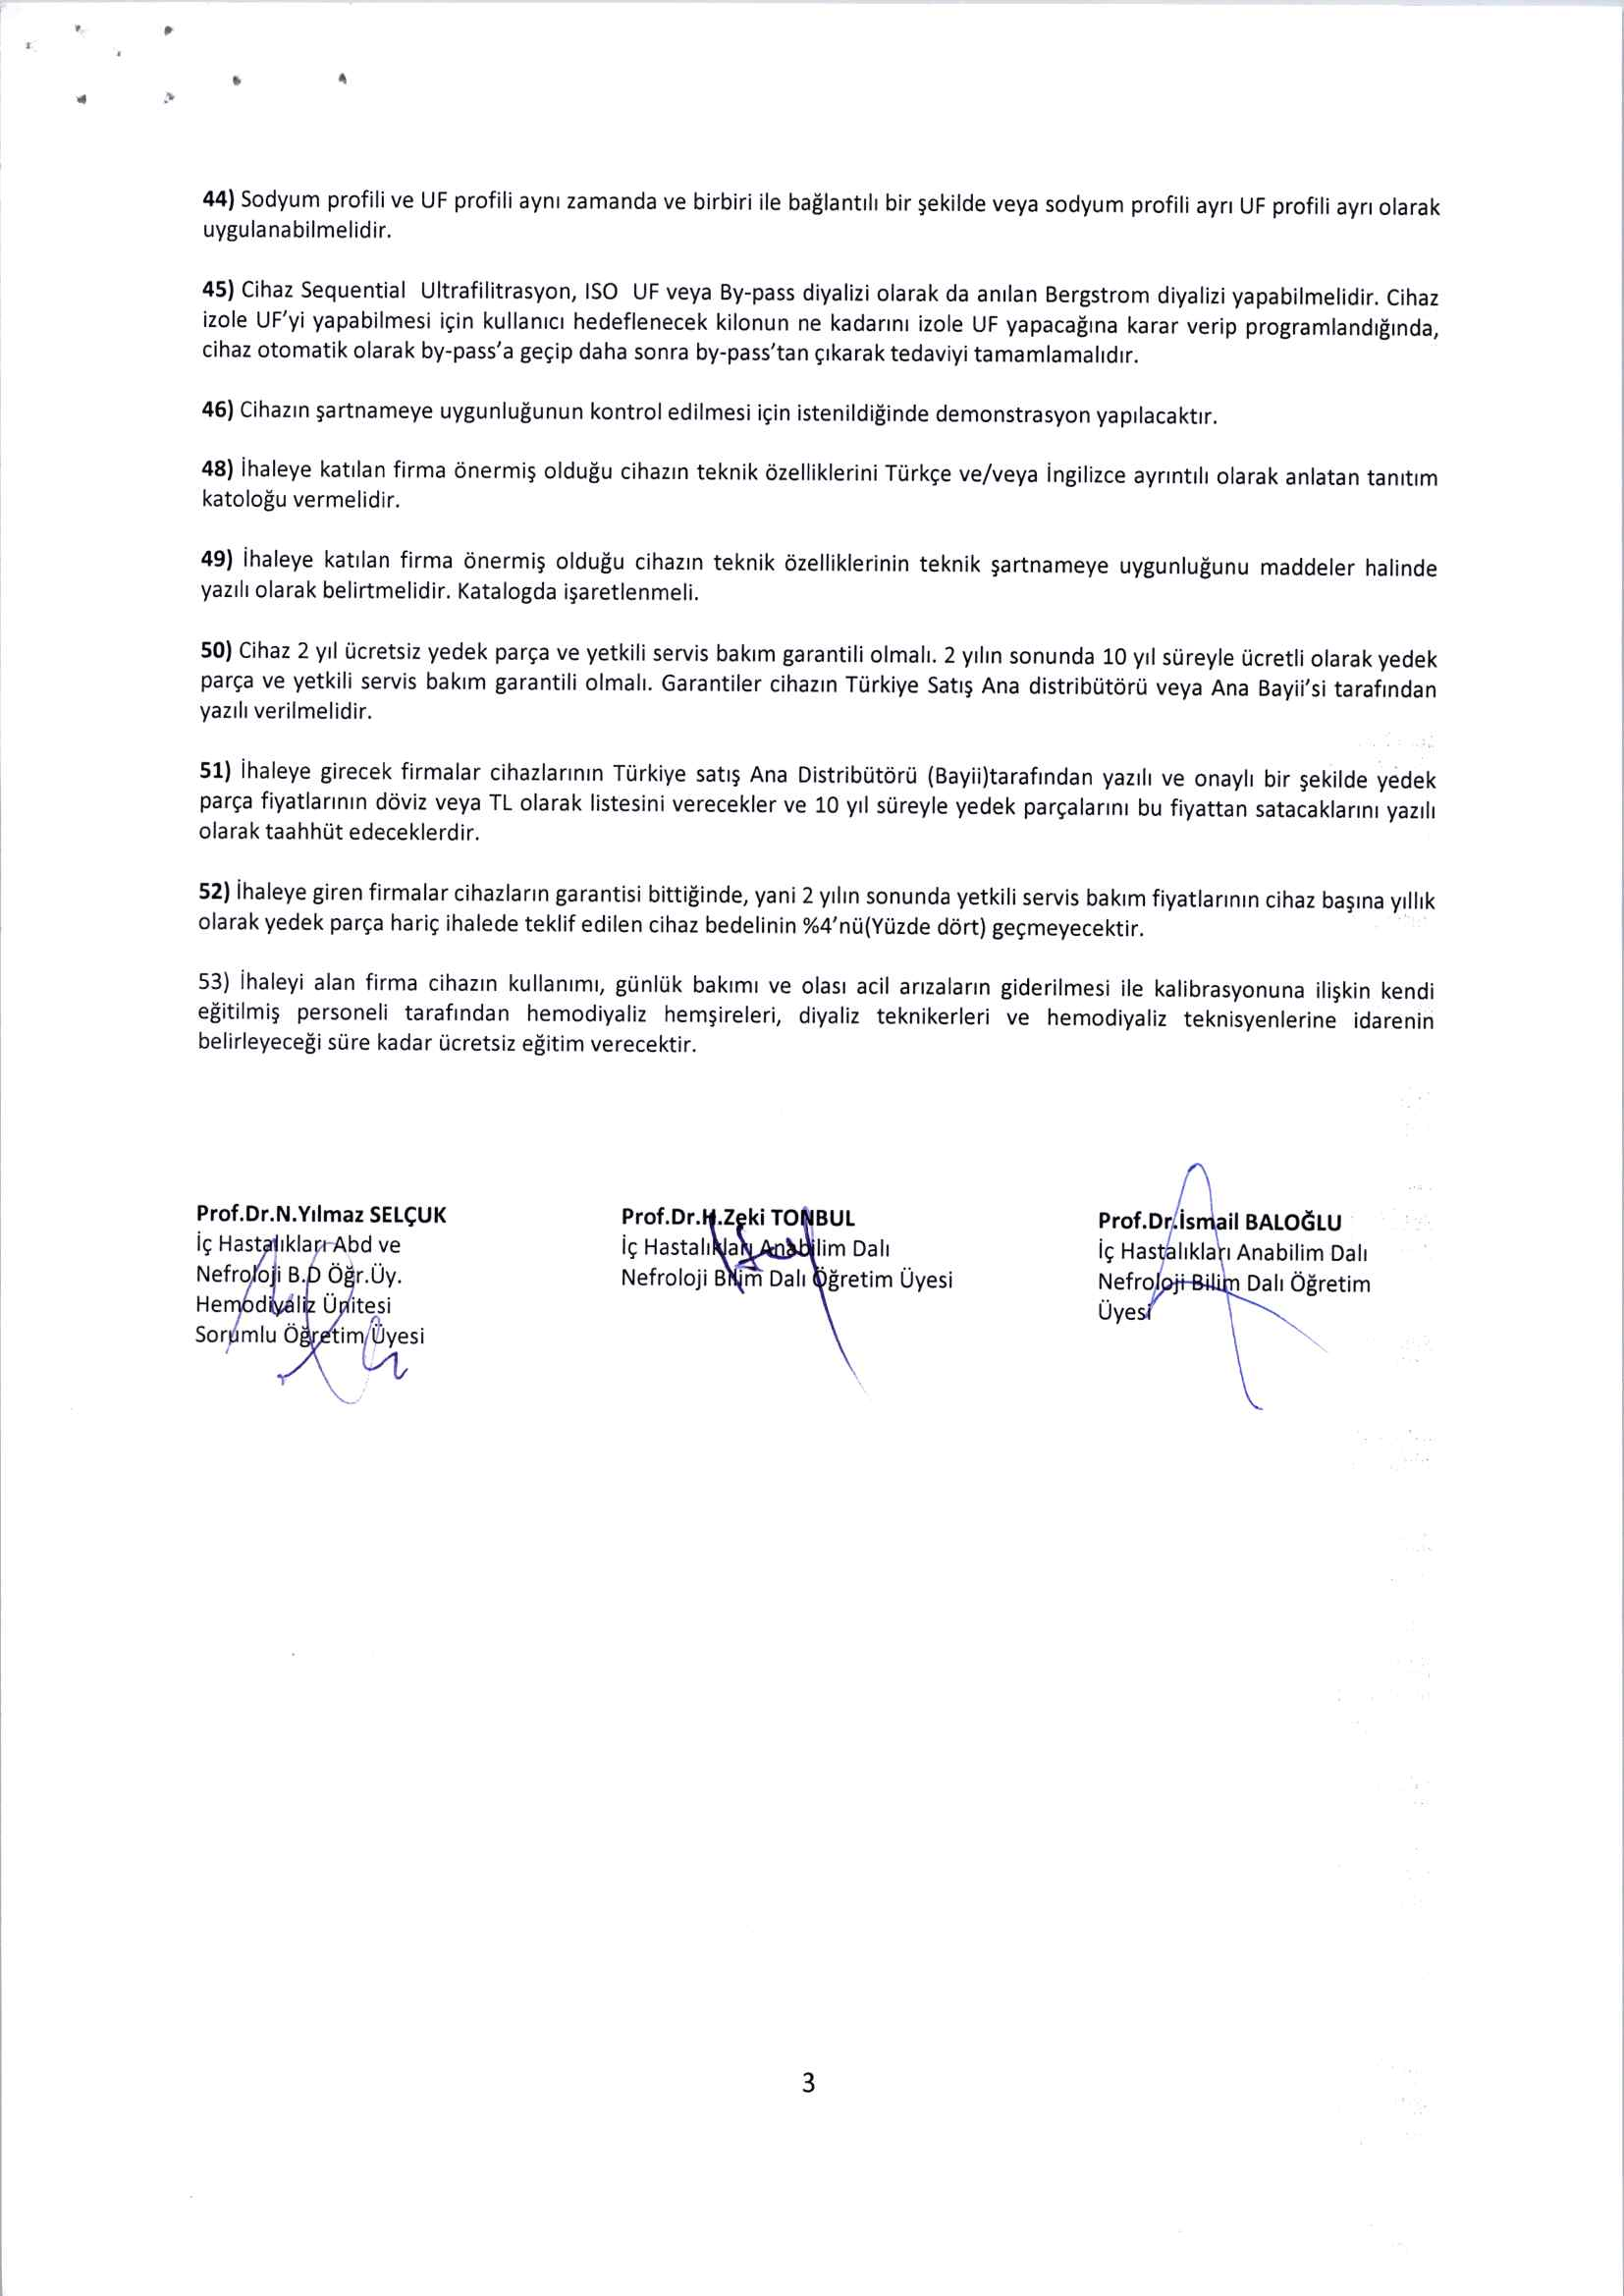 44) Sodyum profili ve UF profili aynı zamanda ve birbiri ile bağlantılı bir şekilde veya sodyum profili ayrı UF profili ayrı olarak
uygulanabilmelidir.
45) Cihaz Sequential Ultrafilitrasyon, ISO UF veya By-pass diyalizi olarak da anılan Bergstrom diyalizi yapabilmelidir. Cihaz
izole UF'yi yapabilmesi için kullanıcı hedeflenecek kilonun ne kadarını izole UF yapacağına karar verip programlandığında,
cihaz otomatik olarak by-pass'a geçip daha sonra by-pass'tan çıkarak tedaviyi tamamlamalıdır.
46) Cihazın şartnameye uygunluğunun kontrol edilmesi için istenildiğinde demonstrasyon yapılacaktır.
48) İhaleye katılan firma önermiş olduğu cihazın teknik özelliklerini Türkçe ve/veya İngilizce ayrıntılı olarak anlatan tanıtım
katoloğu vermelidir.
49) İhaleye katılan firma önermiş olduğu cihazın teknik özelliklerinin teknik şartnameye uygunluğunu maddeler halinde
yazılı olarak belirtmelidir. Katalogda işaretlenmeli.
50) Cihaz 2 yıl ücretsiz yedek parça ve yetkili servis bakım garantili olmalı. 2 yılın sonunda 10 yıl süreyle ücretli olarak yedek
parça ve yetkili servis bakım garantili olmalı. Garantiler cihazın Türkiye Satış Ana distribütörü veya Ana Bayii'si tarafından
yazılı verilmelidir.
51) İhaleye girecek firmalar cihazlarının Türkiye satış Ana Distribütörü (Bayii)tarafından yazılı ve onaylı bir şekilde yedek
parça fiyatlarının döviz veya TL olarak listesini verecekler ve 10 yıl süreyle yedek parçalarını bu fiyattan satacaklarını yazılı
olarak taahhüt edeceklerdir.
52) İhaleye giren firmalar cihazların garantisi bittiğinde, yani 2 yılın sonunda yetkili servis bakım fiyatlarının cihaz başına yıllık
olarak yedek parça hariç ihalede teklif edilen cihaz bedelinin %4'nü(Yüzde dört) geçmeyecektir.
53) İhaleyi alan firma cihazın kullanımı, günlük bakımı ve olası acil arızaların giderilmesi ile kalibrasyonuna ilişkin kendi
eğitilmiş personeli tarafından hemodiyaliz hemşireleri, diyaliz teknikerleri ve hemodiyaliz teknisyenlerine idarenin
belirleyeceği süre kadar ücretsiz eğitim verecektir.
Prof.Dr.N.Yılmaz SELÇUK
İç Hastalıkları Abd ve
Nefroloji B.D Öğr.Üy.
Hemodiyaliz Ünitesi
Sorumlu Öğretim Üyesi
Prof.Dr.H.Zeki TONBUL
İç Hastalıkları Anabilim Dalı
Nefroloji Bilim Dalı Öğretim Üyesi
Prof.Dr.İsmail BALOĞLU
İç Hastalıkları Anabilim Dalı
Nefroloji Bilim Dalı Öğretim
Üyesi
3